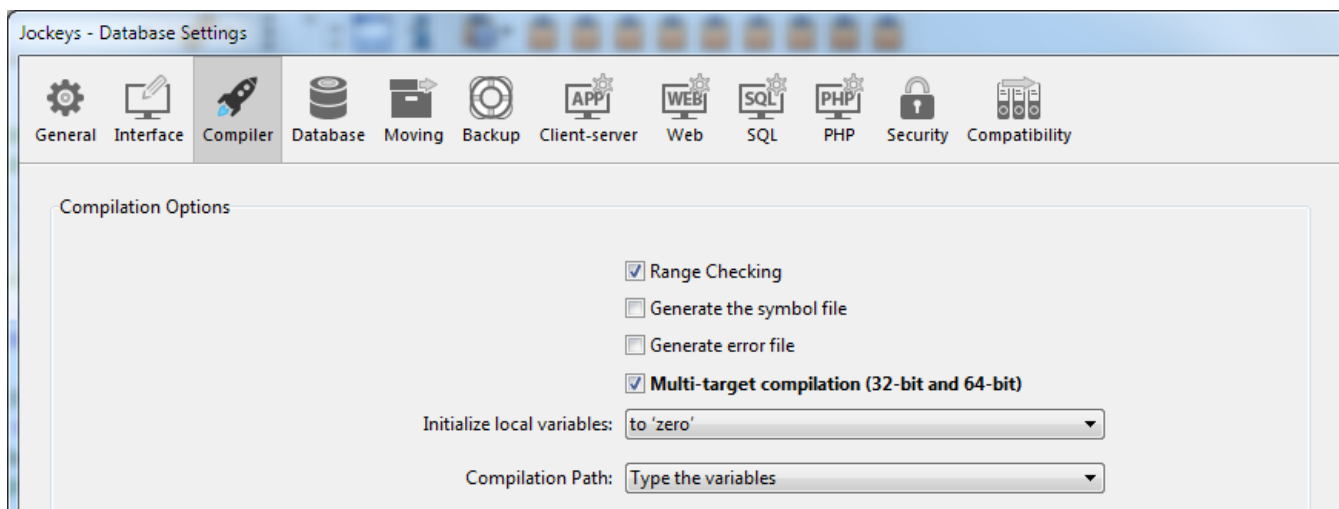 Jockeys - Database Settings
APP WEB SQL PHP
General Interface Compiler Database Moving Backup Client-server Web SQL PHP Security Compatibility
Compilation Options
Range Checking
Generate the symbol file
Generate error file
Multi-target compilation (32-bit and 64-bit)
Initialize local variables: to ‘zero’
Compilation Path: Type the variables